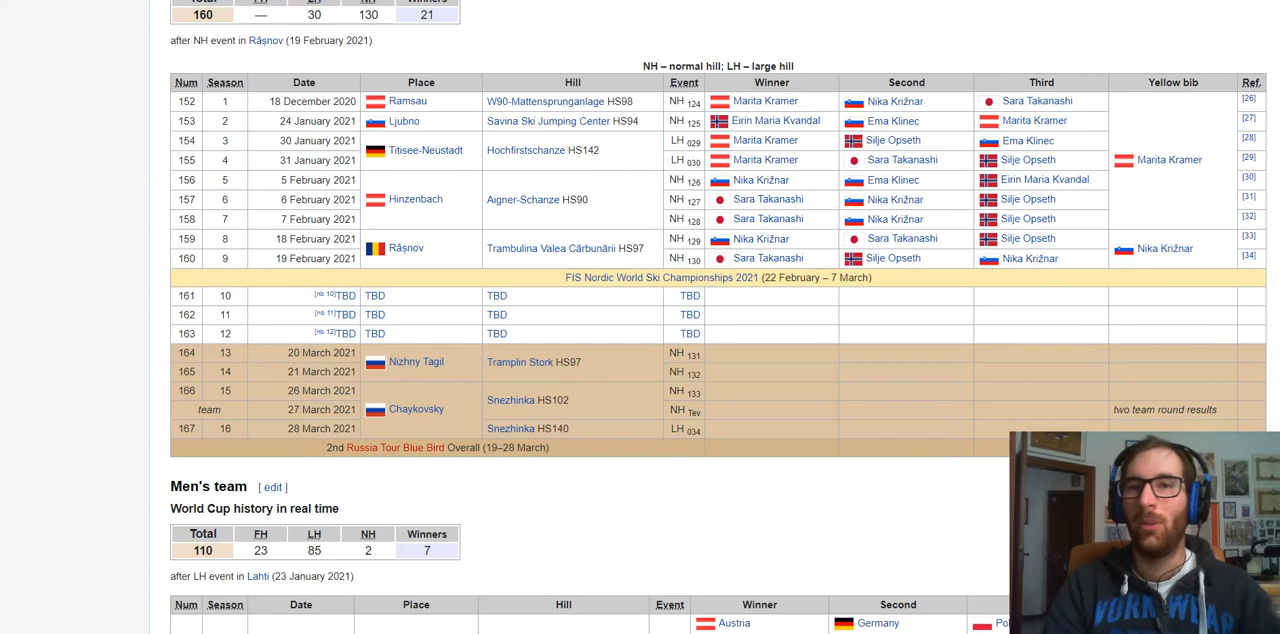 Total FH LH NH Winners
160 — 30 130 21
after NH event in Râșnov (19 February 2021)
NH – normal hill; LH – large hill
Num Season Date Place Hill Event Winner Second Third Yellow bib Ref.
152 1 18 December 2020 Ramsau W90-Mattensprunganlage HS98 NH 124 Marita Kramer Nika Križnar Sara Takanashi [26]
153 2 24 January 2021 Ljubno Savina Ski Jumping Center HS94 NH 125 Eirin Maria Kvandal Ema Klinec Marita Kramer [27]
154 3 30 January 2021 Titisee-Neustadt Hochfirstschanze HS142 LH 029 Marita Kramer Silje Opseth Ema Klinec [28]
155 4 31 January 2021 LH 030 Marita Kramer Sara Takanashi Silje Opseth Marita Kramer [29]
156 5 5 February 2021 NH 126 Nika Križnar Ema Klinec Eirin Maria Kvandal [30]
157 6 6 February 2021 Hinzenbach Aigner-Schanze HS90 NH 127 Sara Takanashi Nika Križnar Silje Opseth [31]
158 7 7 February 2021 NH 128 Sara Takanashi Nika Križnar Silje Opseth [32]
159 8 18 February 2021 Râșnov Trambulina Valea Cărbunării HS97 NH 129 Nika Križnar Sara Takanashi Silje Opseth Nika Križnar [33]
160 9 19 February 2021 NH 130 Sara Takanashi Silje Opseth Nika Križnar [34]
FIS Nordic World Ski Championships 2021 (22 February – 7 March)
161 10 [nb 10]TBD TBD TBD TBD
162 11 [nb 11]TBD TBD TBD TBD
163 12 [nb 12]TBD TBD TBD TBD
164 13 20 March 2021 Nizhny Tagil Tramplin Stork HS97 NH 131
165 14 21 March 2021 NH 132
166 15 26 March 2021 Snezhinka HS102 NH 133
team 27 March 2021 Chaykovsky NH Tev two team round results
167 16 28 March 2021 Snezhinka HS140 LH 034
2nd Russia Tour Blue Bird Overall (19–28 March)
Men's team [ edit ]
World Cup history in real time
Total FH LH NH Winners
110 23 85 2 7
after LH event in Lahti (23 January 2021)
Num Season Date Place Hill Event Winner Second
Austria Germany